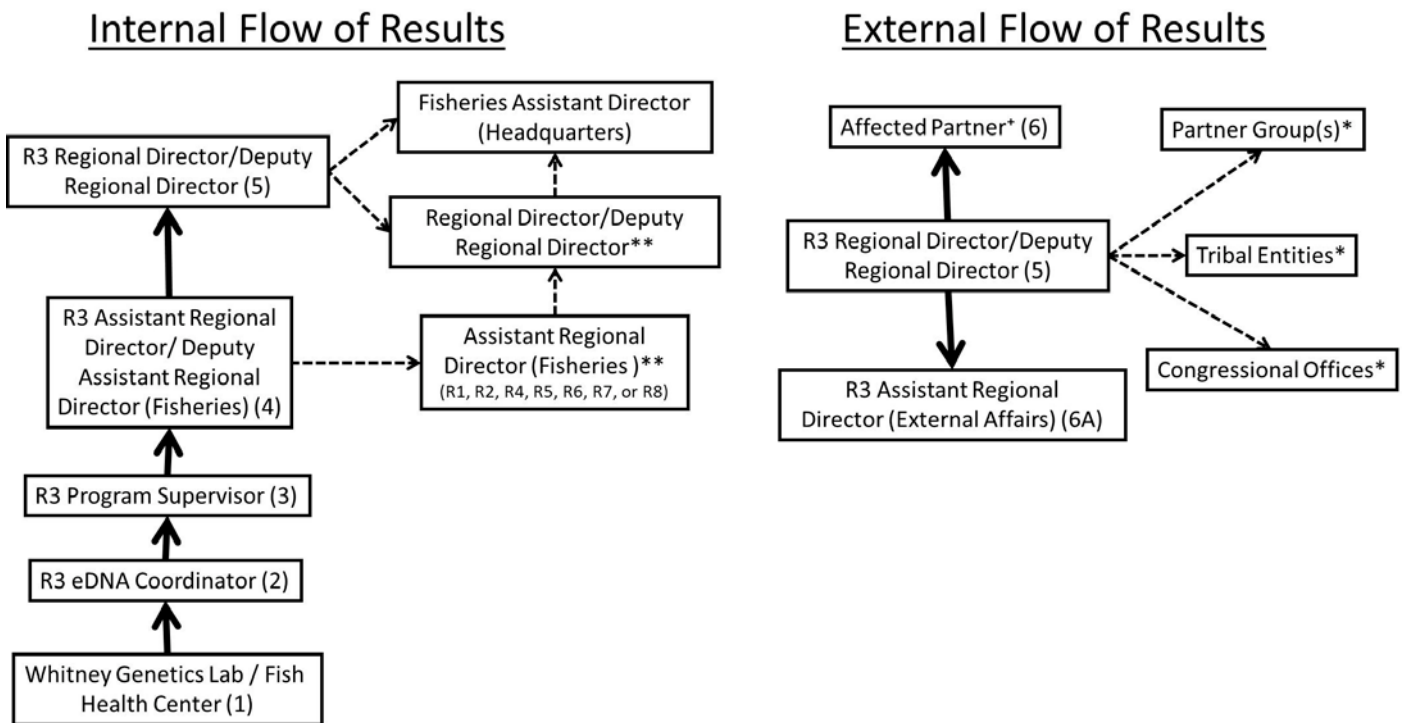 Internal Flow of Results
Fisheries Assistant Director
(Headquarters)
R3 Regional Director/Deputy
Regional Director (5)
Regional Director/Deputy
Regional Director**
R3 Assistant Regional
Director/ Deputy
Assistant Regional
Director (Fisheries) (4)
Assistant Regional
Director (Fisheries )**
(R1, R2, R4, R5, R6, R7, or R8)
R3 Program Supervisor (3)
R3 eDNA Coordinator (2)
Whitney Genetics Lab / Fish
Health Center (1)
External Flow of Results
Affected Partner⁺ (6)
Partner Group(s)*
R3 Regional Director/Deputy
Regional Director (5)
Tribal Entities*
Congressional Offices*
R3 Assistant Regional
Director (External Affairs) (6A)